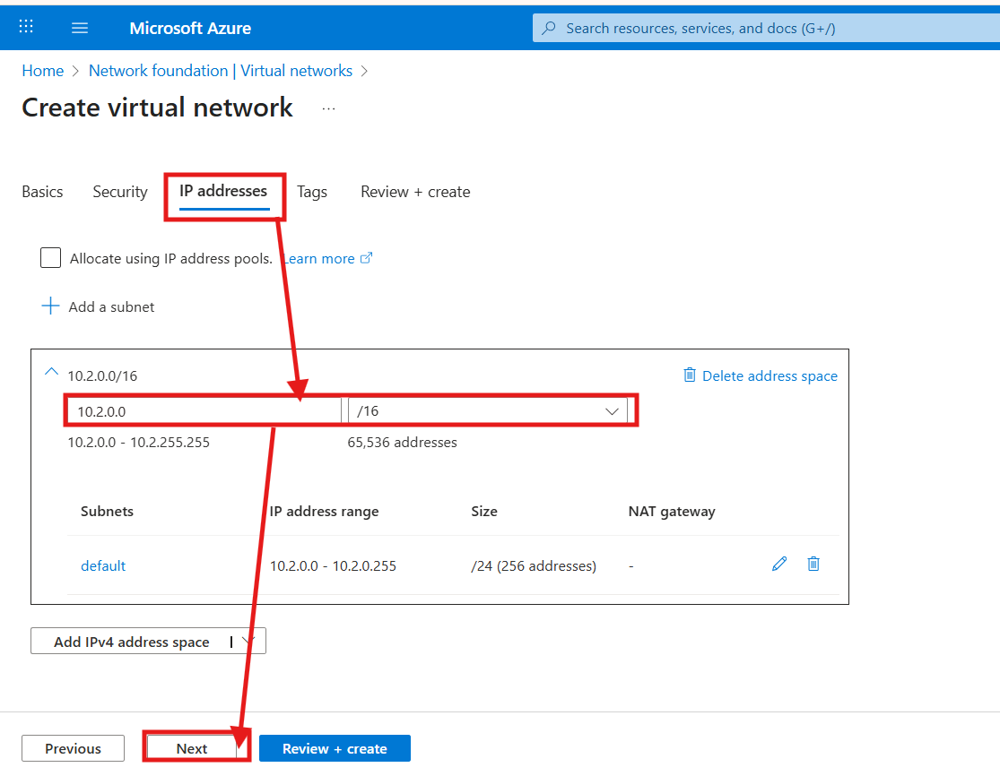 Microsoft Azure
Search resources, services, and docs (G+/)
Home > Network foundation | Virtual networks >
Create virtual network ...
Basics Security IP addresses Tags Review + create
Allocate using IP address pools. Learn more
Add a subnet
10.2.0.0/16 Delete address space
10.2.0.0 /16
10.2.0.0 - 10.2.255.255 65,536 addresses
Subnets IP address range Size NAT gateway
default 10.2.0.0 - 10.2.0.255 /24 (256 addresses) -
Add IPv4 address space |
Previous Next Review + create